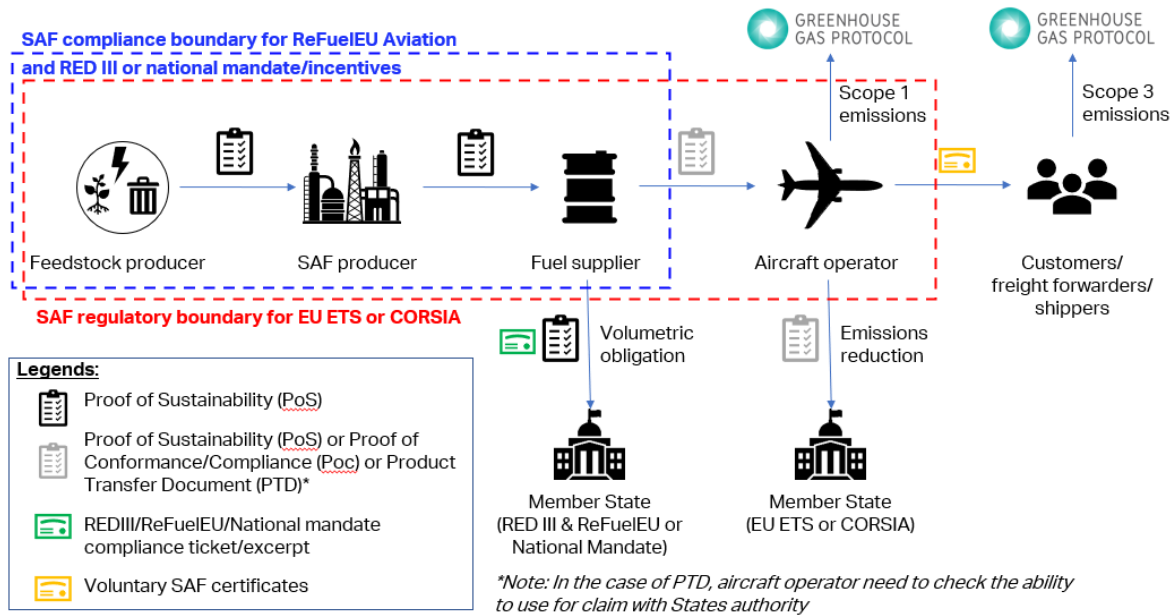 SAF compliance boundary for ReFuelEU Aviation
and RED III or national mandate/incentives
GREENHOUSE
GAS PROTOCOL
GREENHOUSE
GAS PROTOCOL
Scope 1
emissions
Scope 3
emissions
Feedstock producer
SAF producer
Fuel supplier
Aircraft operator
Customers/
freight forwarders/
shippers
SAF regulatory boundary for EU ETS or CORSIA
Volumetric
obligation
Emissions
reduction
Legends:
Proof of Sustainability (PoS)
Proof of Sustainability (PoS) or Proof of
Conformance/Compliance (Poc) or Product
Transfer Document (PTD)*
REDIII/ReFuelEU/National mandate
compliance ticket/excerpt
Voluntary SAF certificates
Member State
(RED III & ReFuelEU or
National Mandate)
Member State
(EU ETS or CORSIA)
*Note: In the case of PTD, aircraft operator need to check the ability
to use for claim with States authority